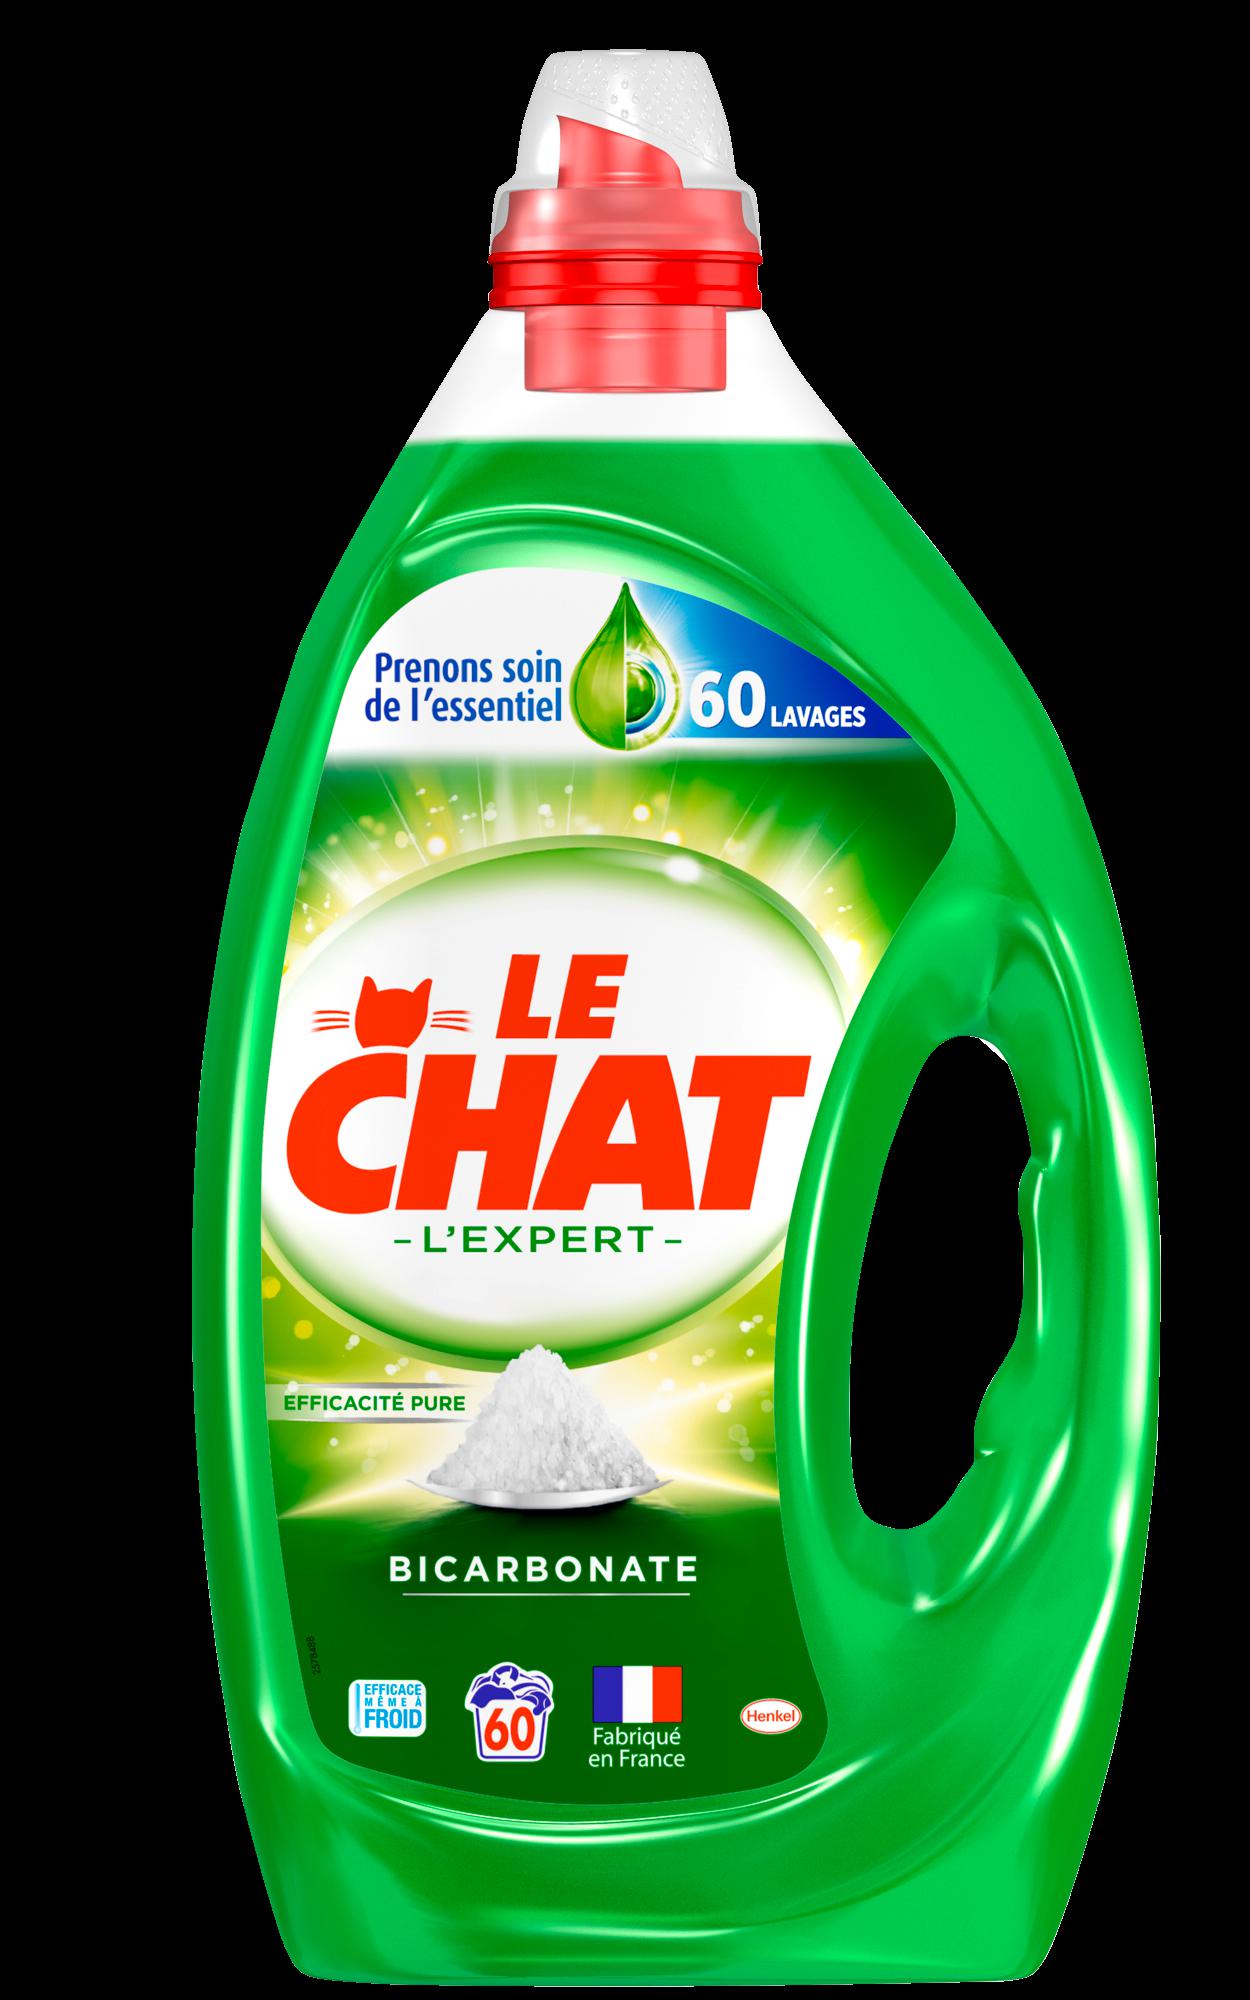 Prenons soin
de l'essentiel
60 LAVAGES
LE
CHAT
- L'EXPERT -
EFFICACITÉ PURE
BICARBONATE
2578488
EFFICACE
MÊME À
FROID
60
Fabriqué
en France
Henkel